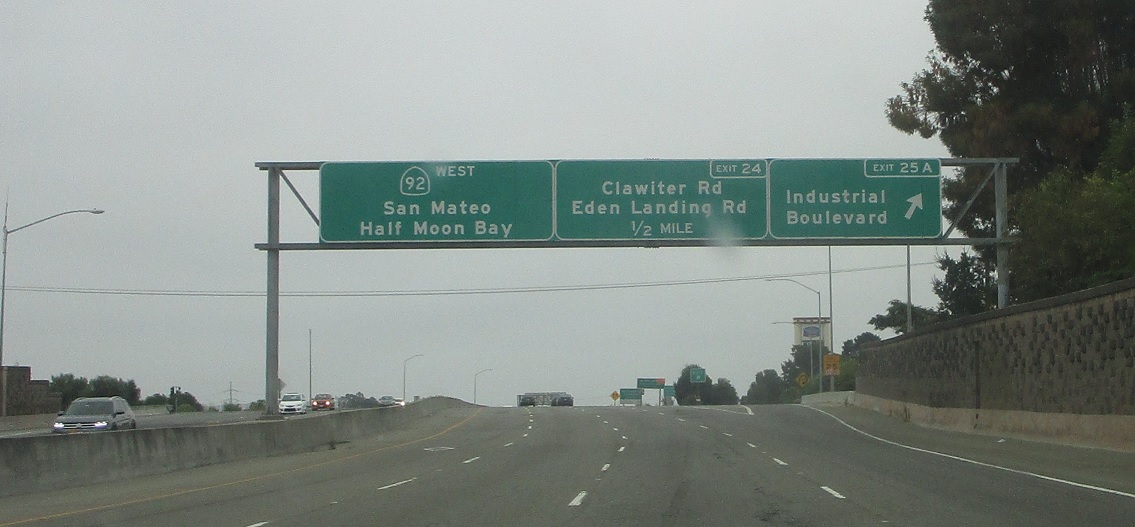 92 WEST
San Mateo
Half Moon Bay
EXIT 24
Clawiter Rd
Eden Landing Rd
1/2 MILE
EXIT 25 A
Industrial
Boulevard